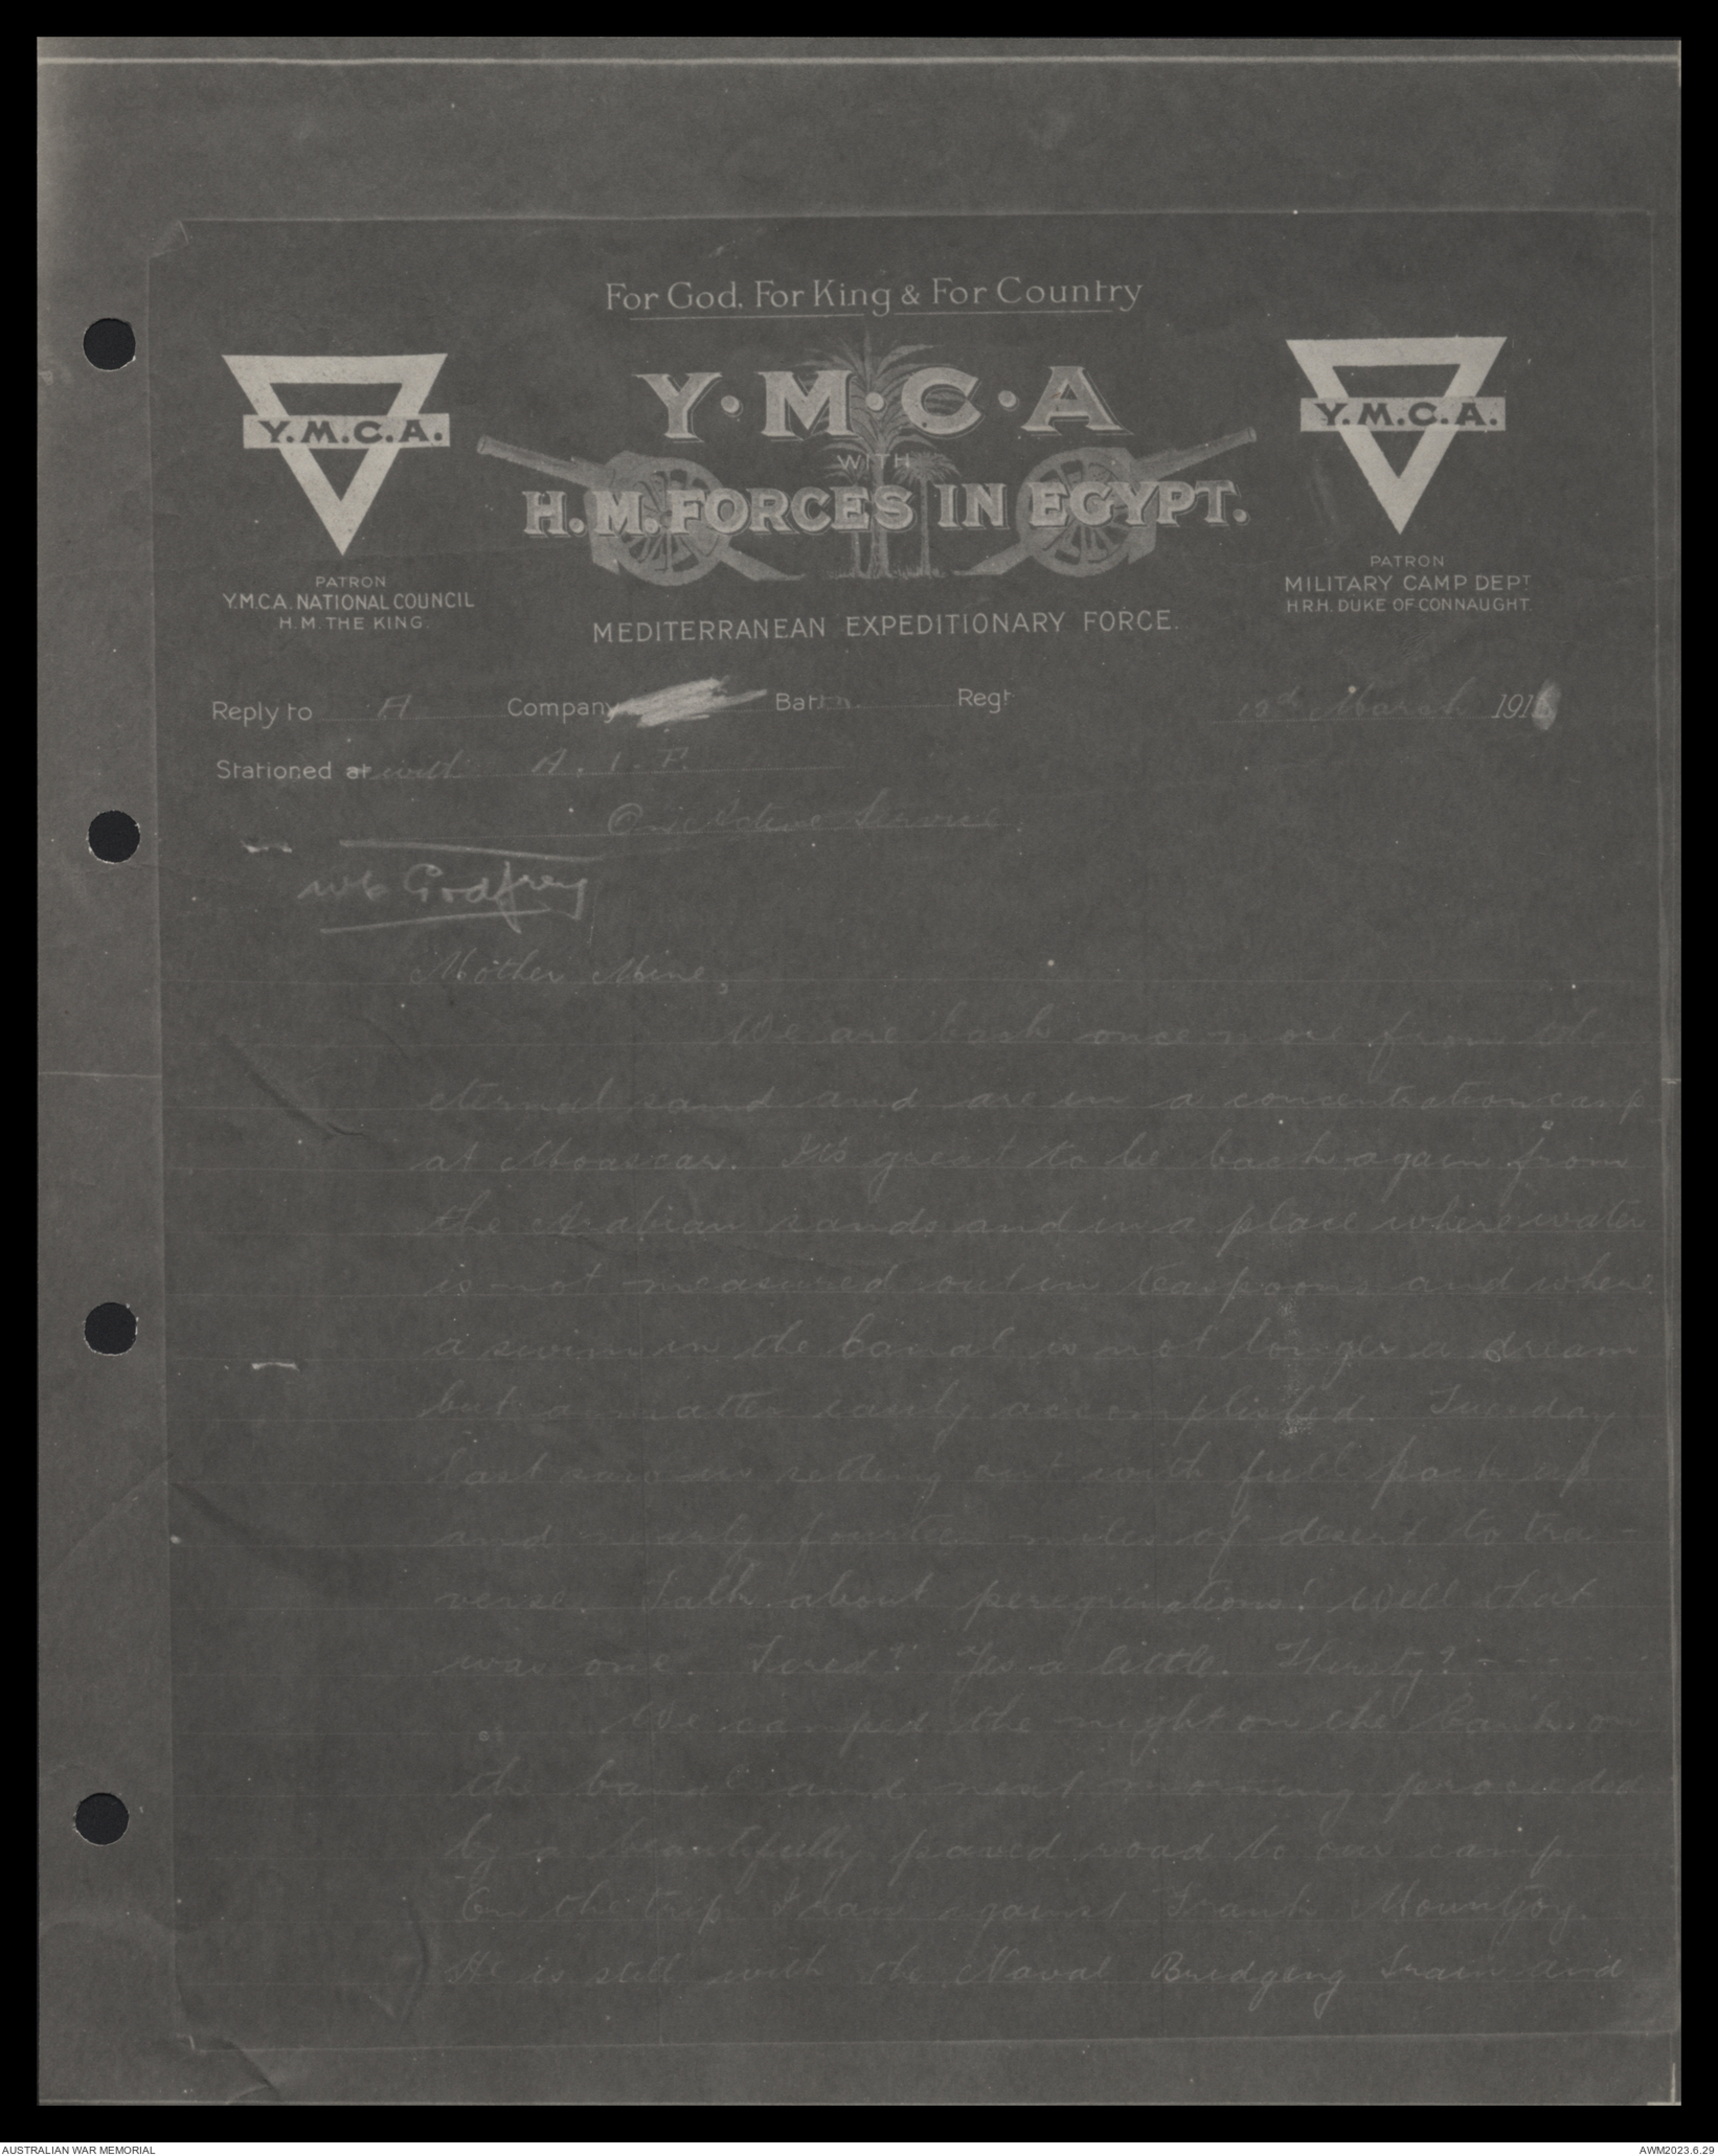 For God, For King & For Country
Y.M.C.A.
Y.M.C.A
WITH
H.M. FORCES IN EGYPT.
Y.M.C.A.
PATRON
Y.M.C.A. NATIONAL COUNCIL
H.M. THE KING.
MEDITERRANEAN EXPEDITIONARY FORCE.
PATRON
MILITARY CAMP DEPT
H.R.H. DUKE OF CONNAUGHT.
Reply to A Company Battn. Regt March 1916
Stationed at with A.I.F.
On Active Service.
Godfrey
Mother Mine,
We are back once more from the
eternal sand and are in a concentration camp
at Moascar. It's great to be back again from
the Arabian sands and in a place where water
is not measured out in teaspoons and where
a swim in the Canal is not longer a dream
but a matter easily accomplished. Tuesday
last saw us setting out with full pack up
and nearly fourteen miles of desert to tra-
verse. Talk about peregrinations! Well that
was one. Tired? Yes a little. Thirsty? - - - -
We camped the night on the bank on
the Canal and next morning proceeded
by a beautifully paved road to our camp.
On the trip I ran against Frank Mountjoy.
He is still with the Naval Bridging Train and
AUSTRALIAN WAR MEMORIAL
AWM2023.6.29